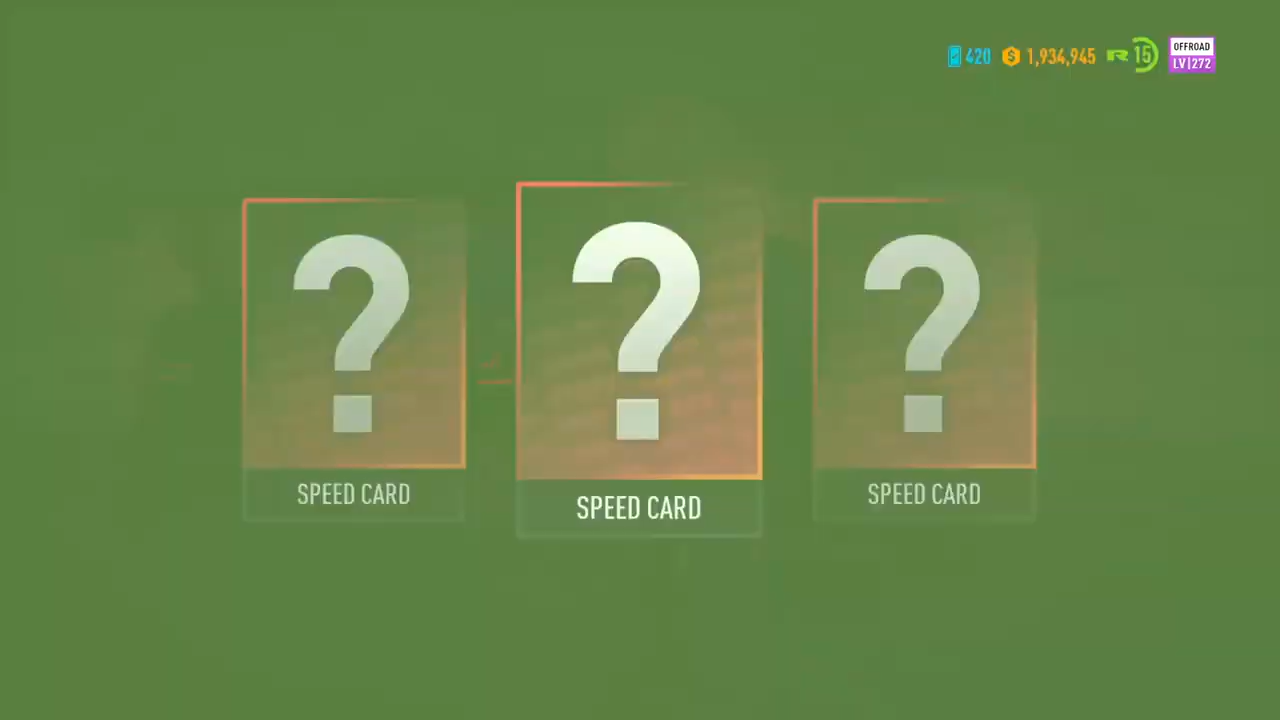 420 1,934,945 R 15 OFFROAD
LV|272
?
?
?
SPEED CARD
SPEED CARD
SPEED CARD